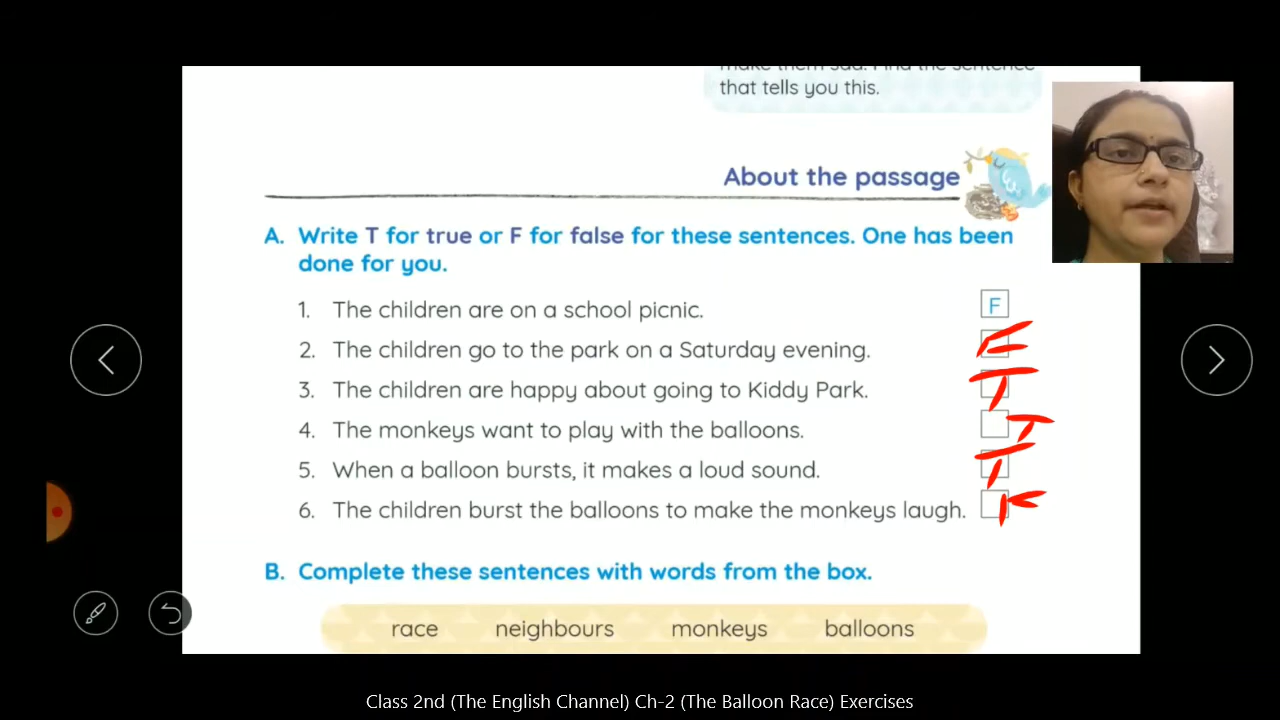 that tells you this.
About the passage
A. Write T for true or F for false for these sentences. One has been
done for you.
1. The children are on a school picnic. F
2. The children go to the park on a Saturday evening. F
3. The children are happy about going to Kiddy Park. T
4. The monkeys want to play with the balloons. T
5. When a balloon bursts, it makes a loud sound. T
6. The children burst the balloons to make the monkeys laugh. F
B. Complete these sentences with words from the box.
race neighbours monkeys balloons
Class 2nd (The English Channel) Ch-2 (The Balloon Race) Exercises